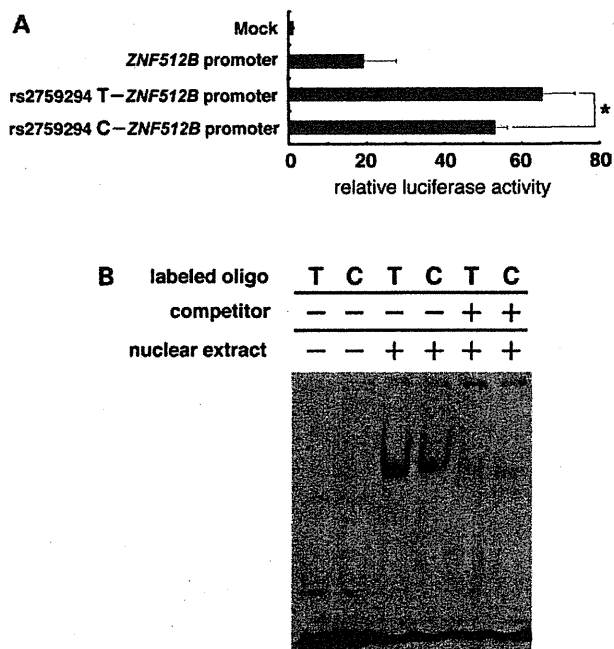 A
Mock
ZNF512B promoter
rs2759294 T−ZNF512B promoter
rs2759294 C−ZNF512B promoter
*
0 20 40 60 80
relative luciferase activity
B labeled oligo T C T C T C
competitor − − − − + +
nuclear extract − − + + + +